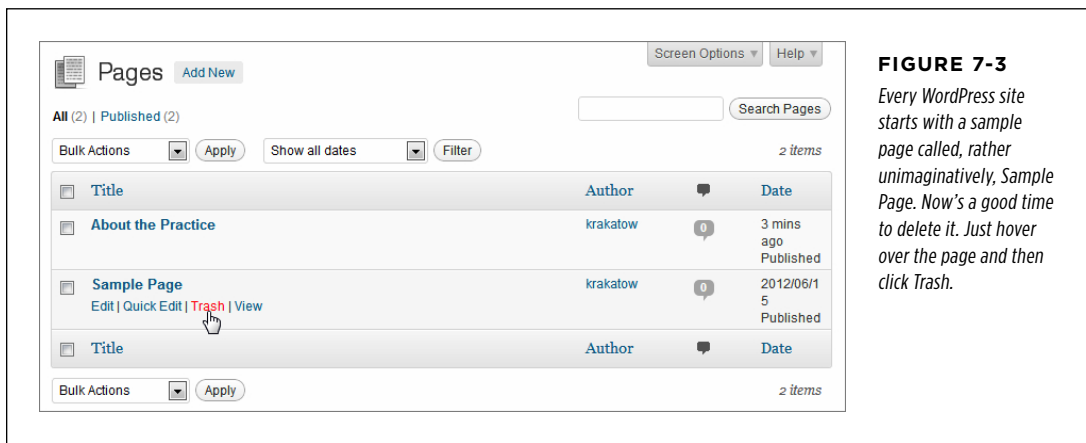 Screen Options Help
Pages Add New
All (2) | Published (2)
Search Pages
Bulk Actions Apply Show all dates Filter 2 items
Title Author Date
About the Practice krakatow 0 3 mins
ago
Published
Sample Page krakatow 0 2012/06/1
Edit | Quick Edit | Trash | View 5
Published
Title Author Date
Bulk Actions Apply 2 items
FIGURE 7-3
Every WordPress site
starts with a sample
page called, rather
unimaginatively, Sample
Page. Now's a good time
to delete it. Just hover
over the page and then
click Trash.